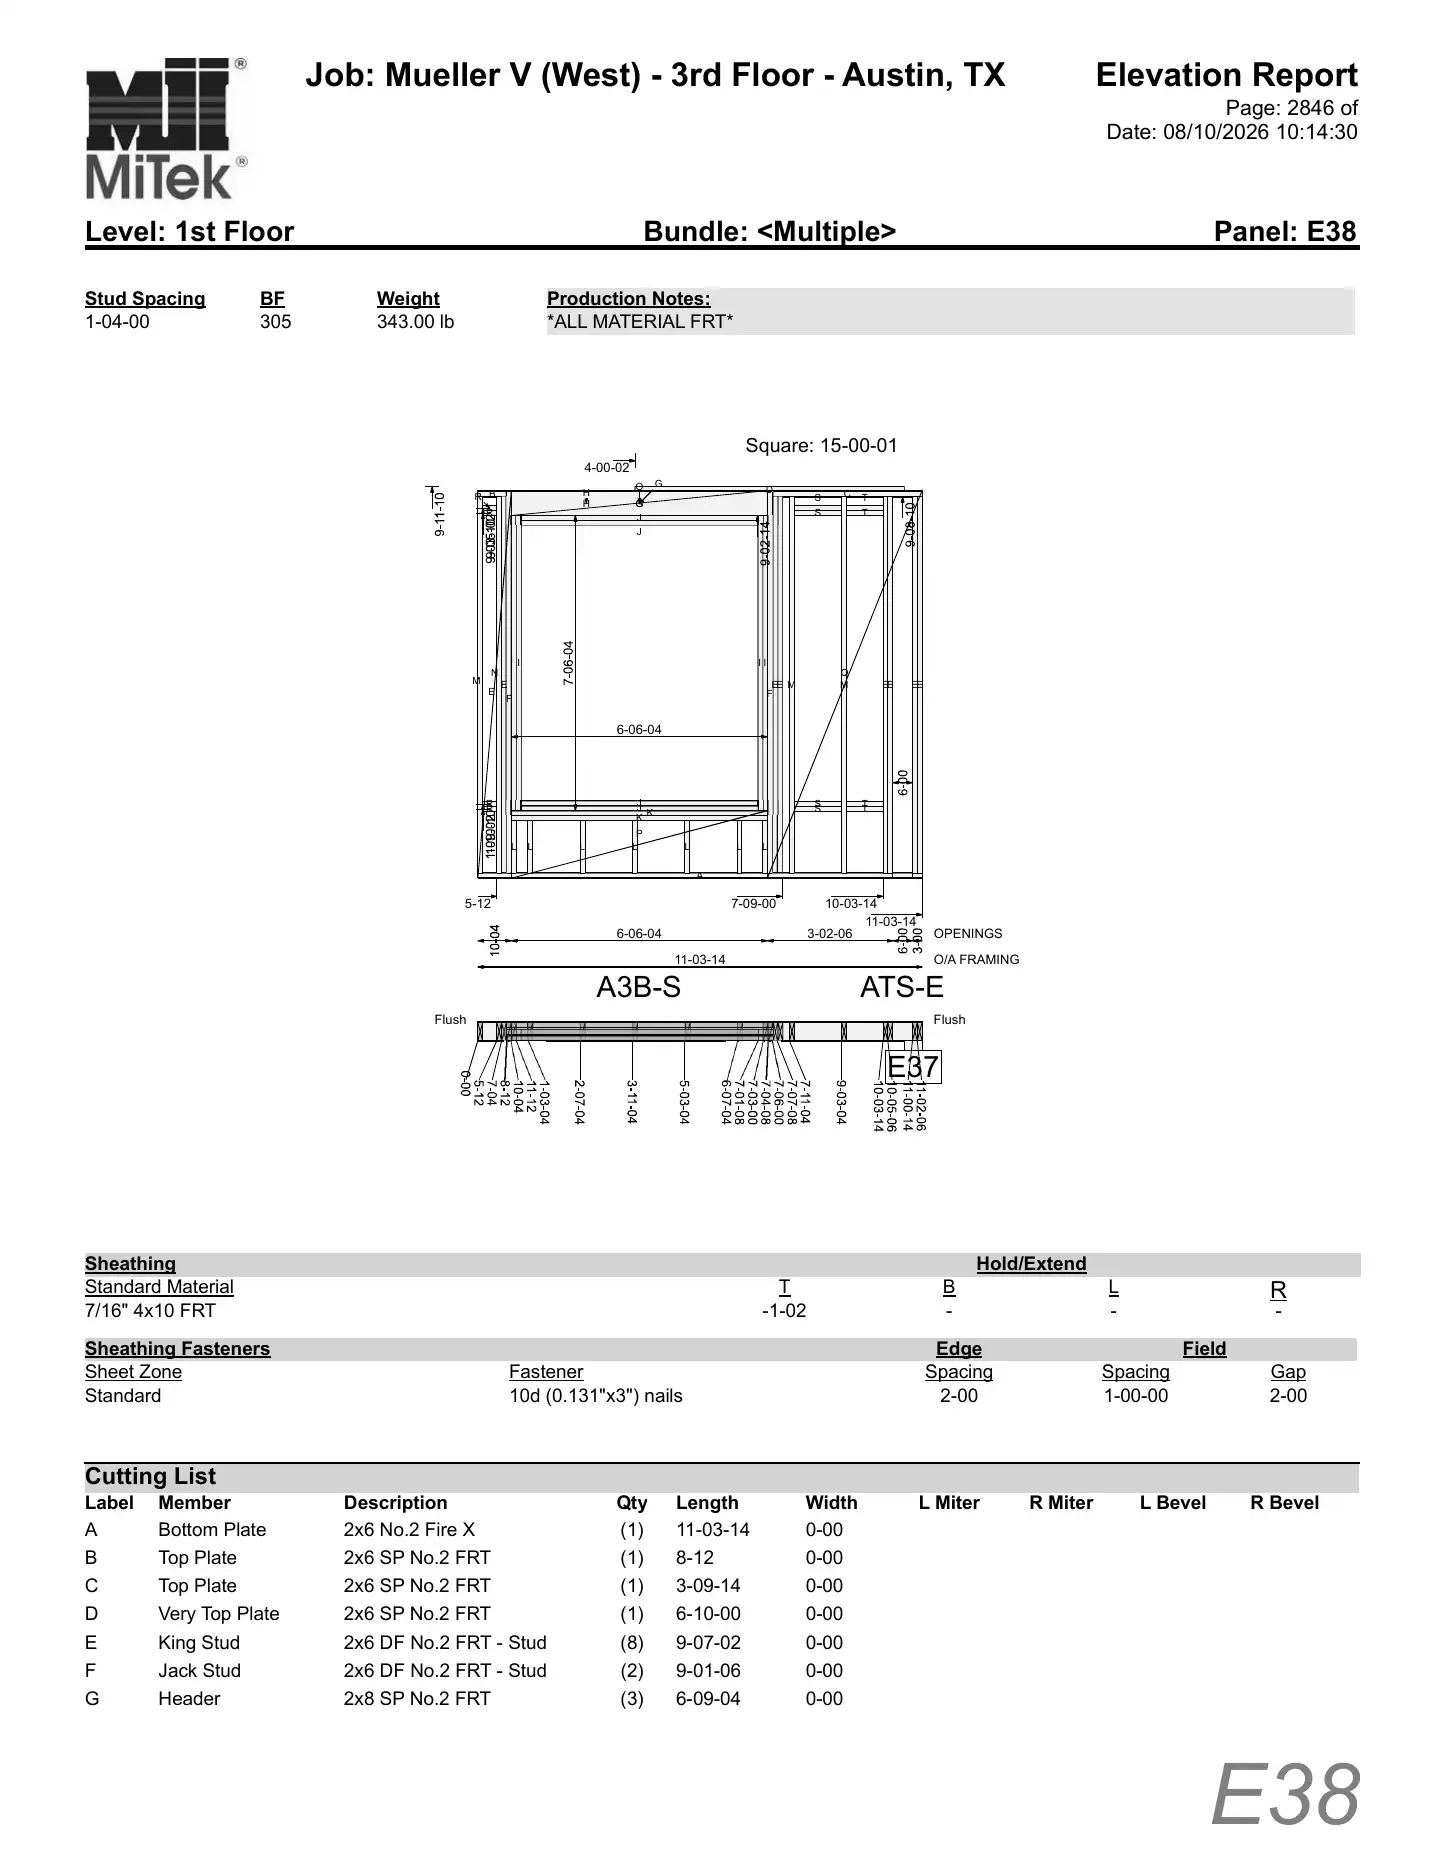 Job: Mueller V (West) - 3rd Floor - Austin, TX
Elevation Report
Page: 2846 of
Date: 08/10/2026 10:14:30
MiTek®
Level: 1st Floor Bundle: <Multiple> Panel: E38
Stud Spacing BF Weight Production Notes:
1-04-00 305 343.00 lb *ALL MATERIAL FRT*
Square: 15-00-01
4-00-02
G
9-11-10
9-08-10
9-02-14
J
7-06-04
6-06-04
6-00
5-12 7-09-00 10-03-14
11-03-14
10-04 6-06-04 3-02-06 6-00 3-00 OPENINGS
11-03-14 O/A FRAMING
A3B-S ATS-E
Flush Flush
E37
0-00 5-12 7-04 8-12 10-04 11-12 1-03-04 2-07-04 3-11-04 5-03-04 6-07-04 7-01-08 7-03-00 7-04-08 7-06-00 7-07-08 7-11-04 9-03-04 10-03-14 10-05-06 11-00-14 11-02-06
Sheathing Hold/Extend
Standard Material T B L R
7/16" 4x10 FRT -1-02 - - -
Sheathing Fasteners Edge Field
Sheet Zone Fastener Spacing Spacing Gap
Standard 10d (0.131"x3") nails 2-00 1-00-00 2-00
Cutting List
Label Member Description Qty Length Width L Miter R Miter L Bevel R Bevel
A Bottom Plate 2x6 No.2 Fire X (1) 11-03-14 0-00
B Top Plate 2x6 SP No.2 FRT (1) 8-12 0-00
C Top Plate 2x6 SP No.2 FRT (1) 3-09-14 0-00
D Very Top Plate 2x6 SP No.2 FRT (1) 6-10-00 0-00
E King Stud 2x6 DF No.2 FRT - Stud (8) 9-07-02 0-00
F Jack Stud 2x6 DF No.2 FRT - Stud (2) 9-01-06 0-00
G Header 2x8 SP No.2 FRT (3) 6-09-04 0-00
E38